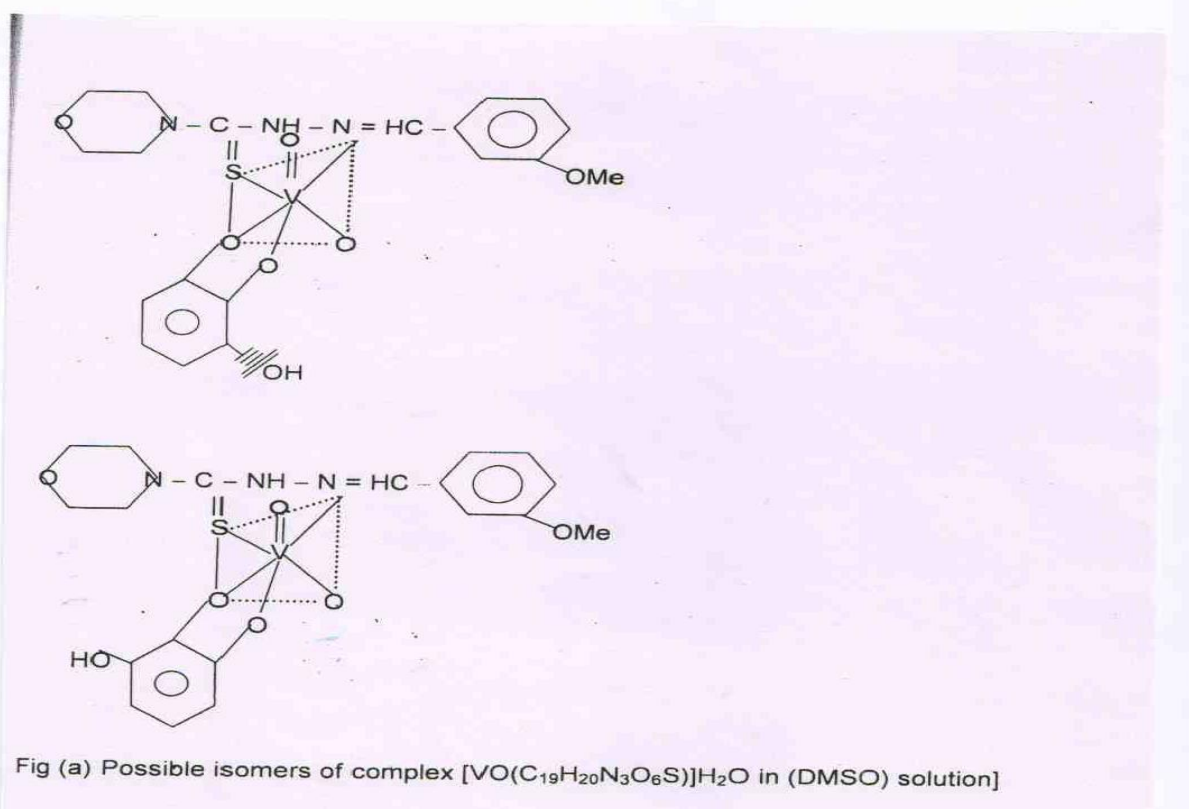 O N – C – NH – N = HC –
O
S
OMe
V
O O
O
OH
O N – C – NH – N = HC –
O
S
OMe
V
O O
O
HO
Fig (a) Possible isomers of complex [VO(C₁₉H₂₀N₃O₆S)]H₂O in (DMSO) solution]